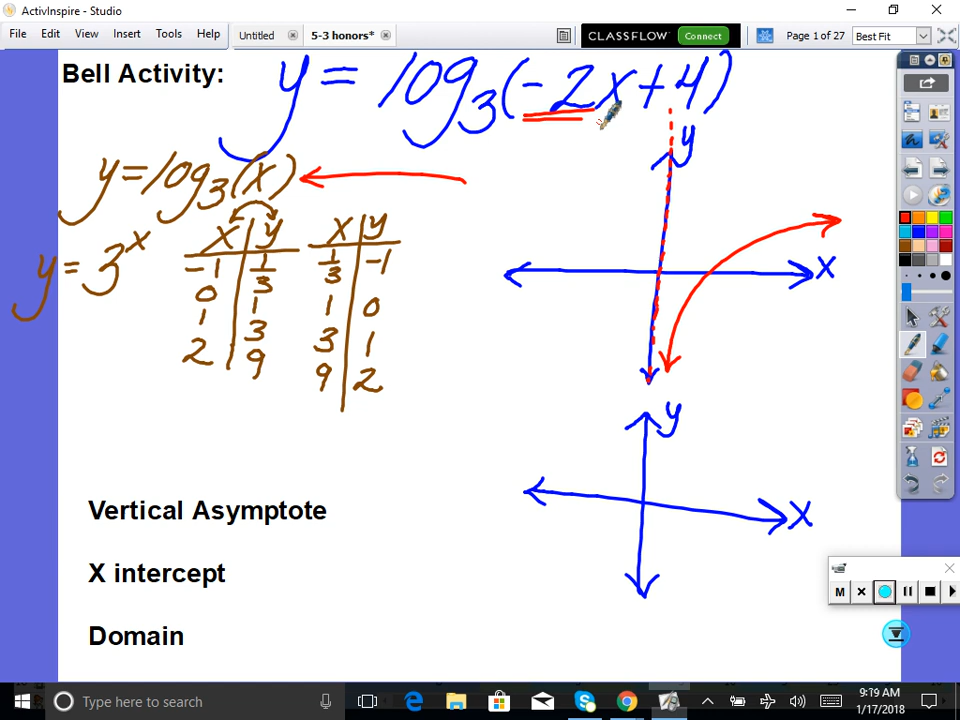 ActivInspire - Studio
File Edit View Insert Tools Help Untitled 5-3 honors* CLASSFLOW Connect Page 1 of 27 Best Fit
Bell Activity: y = log3(-2x+4)
y=log3(x)
y = 3^x
x | y
-1 | 1/3
0 | 1
1 | 3
2 | 9
x | y
1/3 | -1
1 | 0
3 | 1
9 | 2
y
x
y
x
Vertical Asymptote
X intercept
Domain
M
Type here to search
9:19 AM
1/17/2018